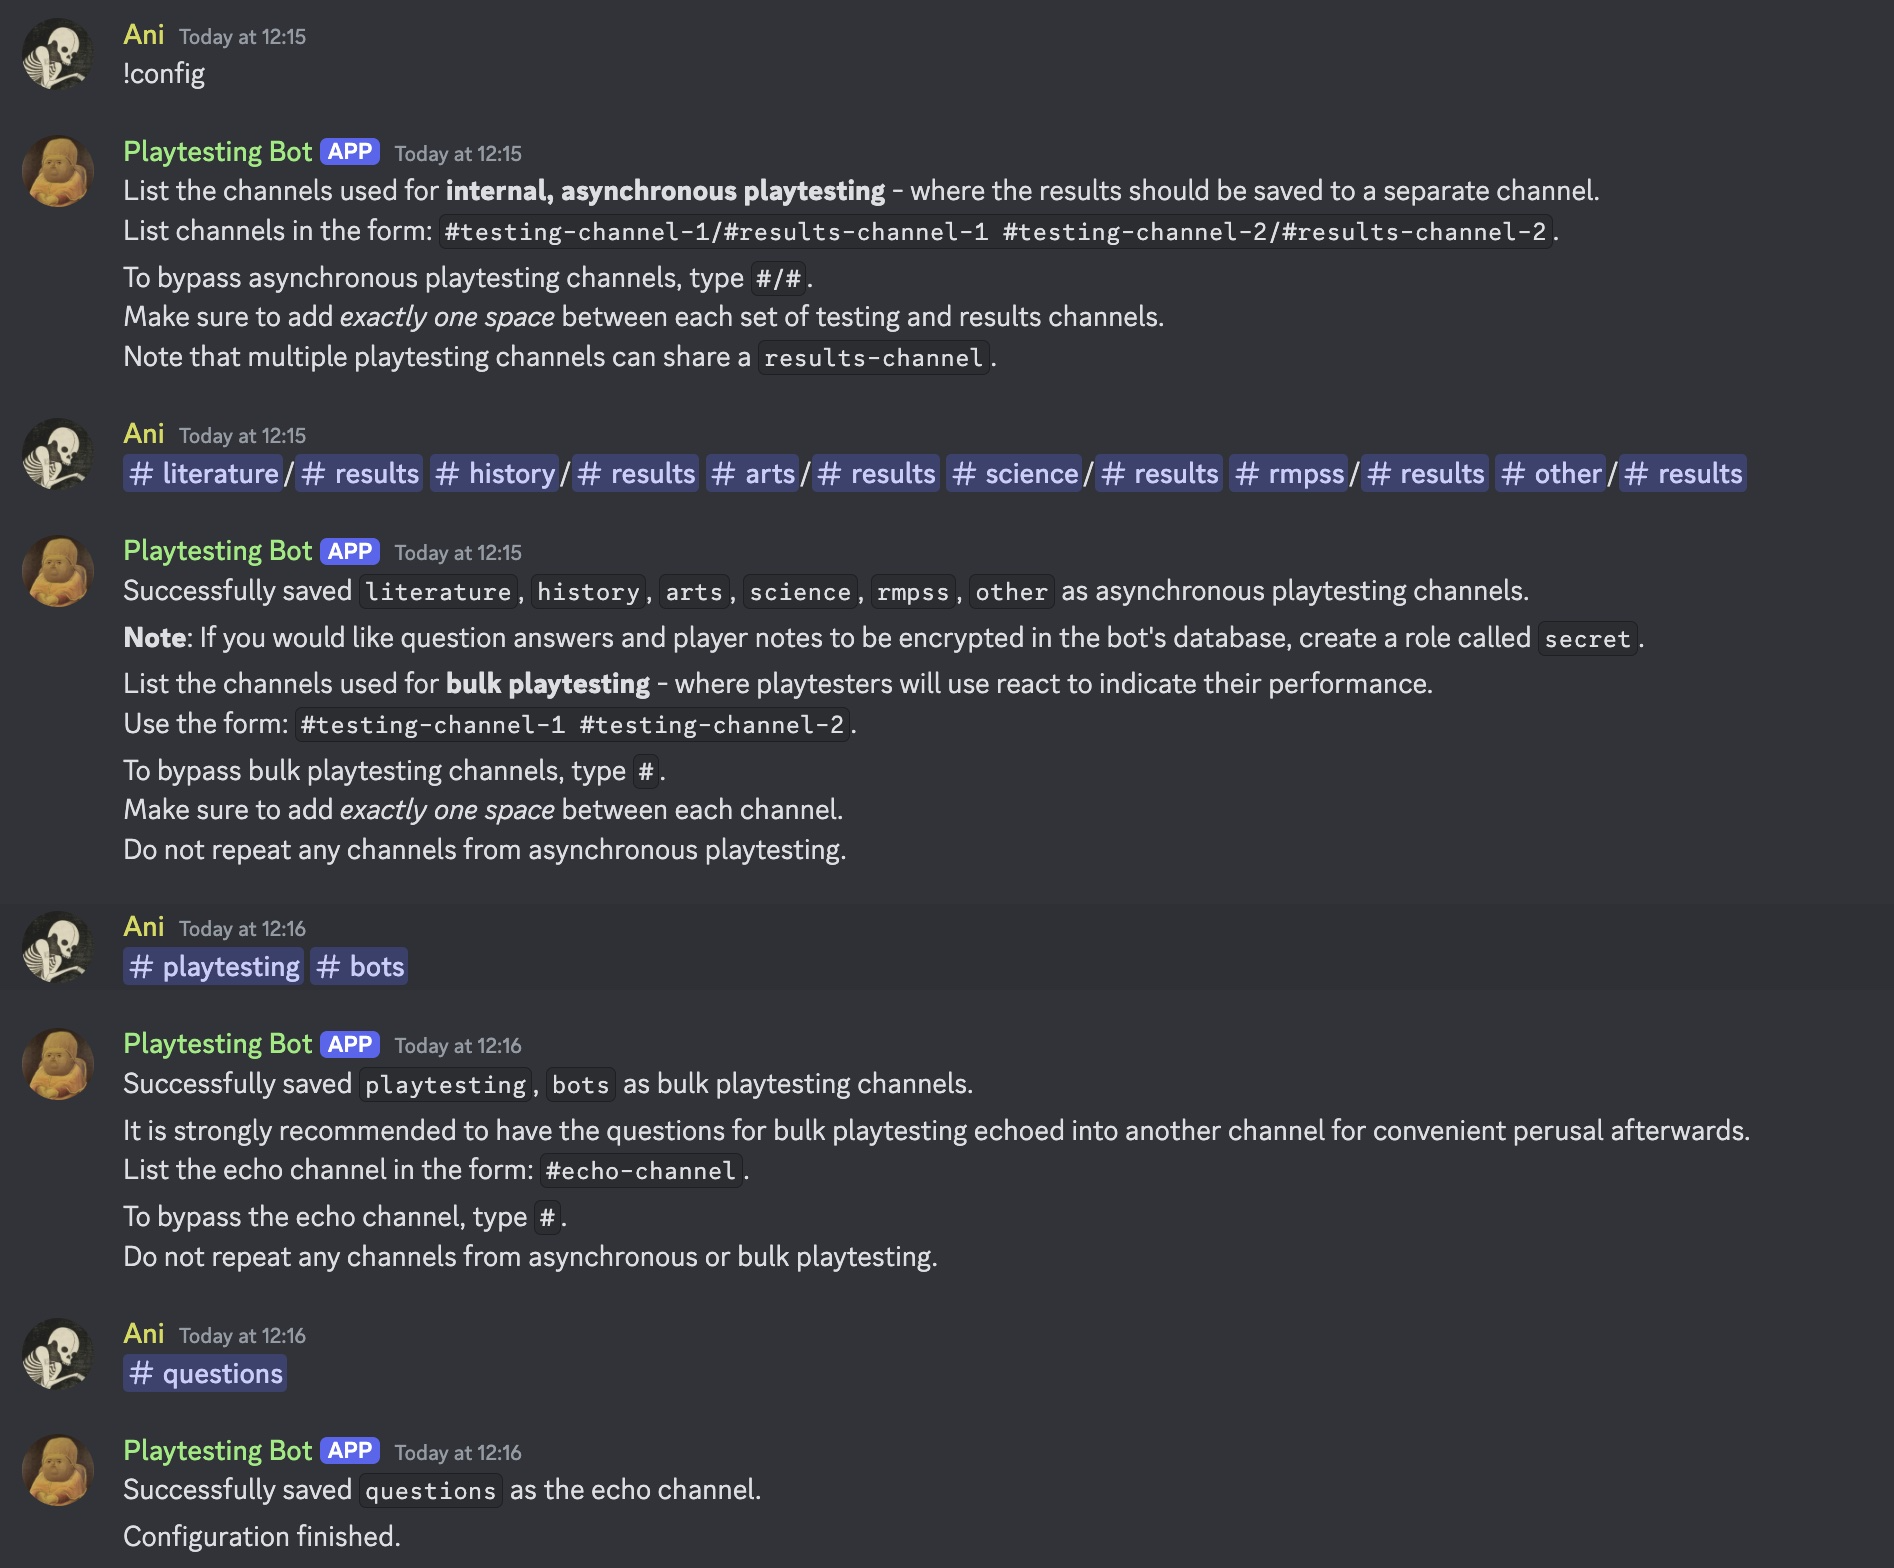 Ani Today at 12:15
!config
Playtesting Bot APP Today at 12:15
List the channels used for internal, asynchronous playtesting - where the results should be saved to a separate channel.
List channels in the form: #testing-channel-1/#results-channel-1 #testing-channel-2/#results-channel-2.
To bypass asynchronous playtesting channels, type #/#.
Make sure to add exactly one space between each set of testing and results channels.
Note that multiple playtesting channels can share a results-channel.
Ani Today at 12:15
# literature/# results # history/# results # arts/# results # science/# results # rmpss/# results # other/# results
Playtesting Bot APP Today at 12:15
Successfully saved literature, history, arts, science, rmpss, other as asynchronous playtesting channels.
Note: If you would like question answers and player notes to be encrypted in the bot's database, create a role called secret.
List the channels used for bulk playtesting - where playtesters will use react to indicate their performance.
Use the form: #testing-channel-1 #testing-channel-2.
To bypass bulk playtesting channels, type #.
Make sure to add exactly one space between each channel.
Do not repeat any channels from asynchronous playtesting.
Ani Today at 12:16
# playtesting # bots
Playtesting Bot APP Today at 12:16
Successfully saved playtesting, bots as bulk playtesting channels.
It is strongly recommended to have the questions for bulk playtesting echoed into another channel for convenient perusal afterwards.
List the echo channel in the form: #echo-channel.
To bypass the echo channel, type #.
Do not repeat any channels from asynchronous or bulk playtesting.
Ani Today at 12:16
# questions
Playtesting Bot APP Today at 12:16
Successfully saved questions as the echo channel.
Configuration finished.